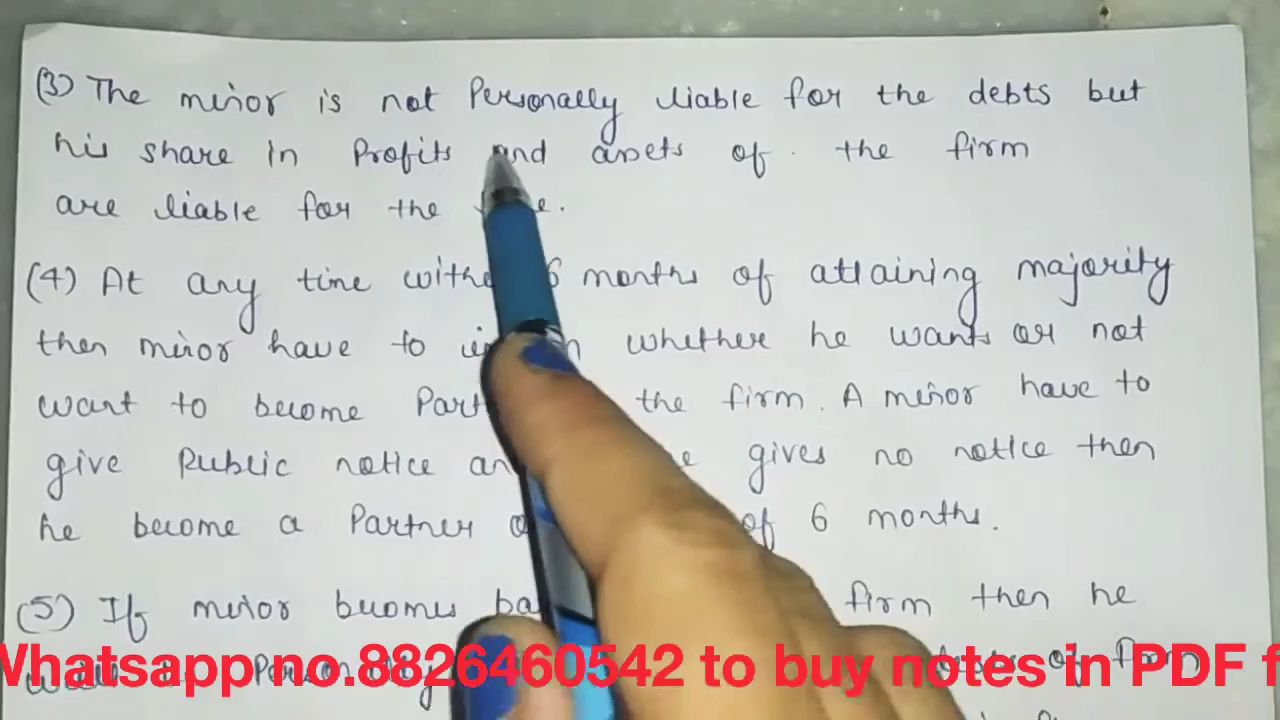 (3) The minor is not Personally liable for the debts but
his share in Profits and assets of the firm
are liable for the
(4) At any time 6 months of attaining majority
then minor have to whether he wants or not
want to become the firm. A minor have to
give Public notice gives no notice then
he become a Partner of 6 months.
(5) If minor becomes firm then he
Whatsapp no.8826460542 to buy notes in PDF f
Personally of firm